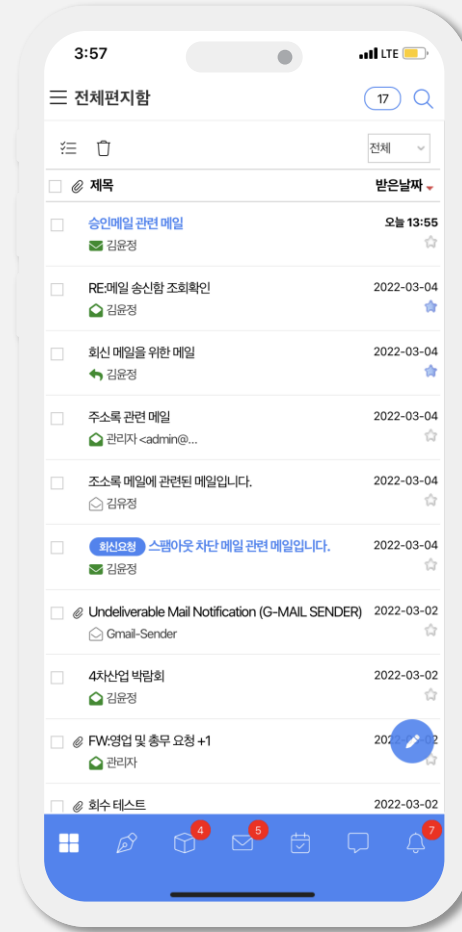 3:57 LTE
전체편지함 17
전체
제목 받은날짜
승인메일 관련 메일 오늘 13:55
김윤정
RE:메일 송신함 조회확인 2022-03-04
김윤정
회신 메일을 위한 메일 2022-03-04
김윤정
주소록 관련 메일 2022-03-04
관리자 <admin@...
조소록 메일에 관련된 메일입니다. 2022-03-04
김유정
회신요청 스팸아웃 차단 메일 관련 메일입니다. 2022-03-04
김윤정
Undeliverable Mail Notification (G-MAIL SENDER) 2022-03-02
Gmail-Sender
4차산업 박람회 2022-03-02
김윤정
FW:영업 및 총무 요청 +1
관리자
회수 테스트 2022-03-02
4 5 7